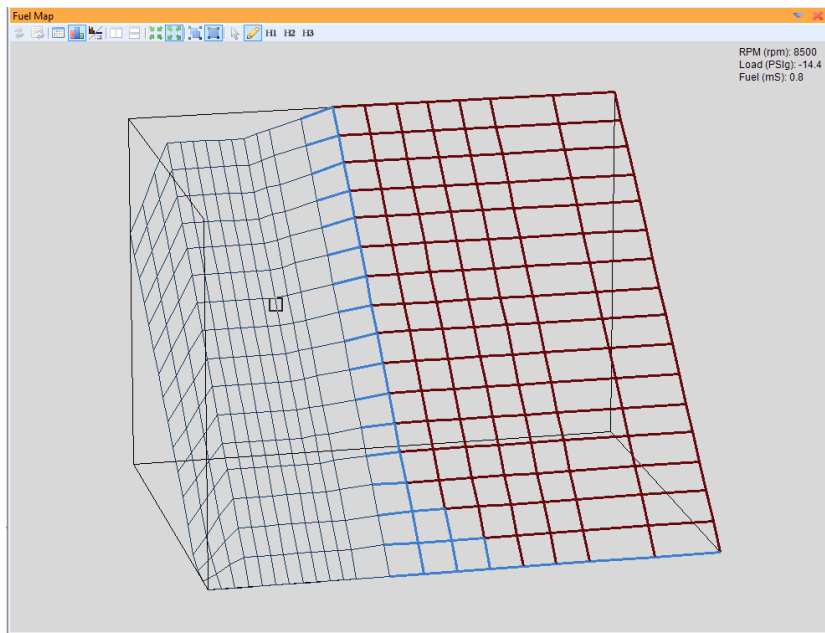 Fuel Map
H1 H2 H3
RPM (rpm): 8500
Load (PSIg): -14.4
Fuel (mS): 0.8